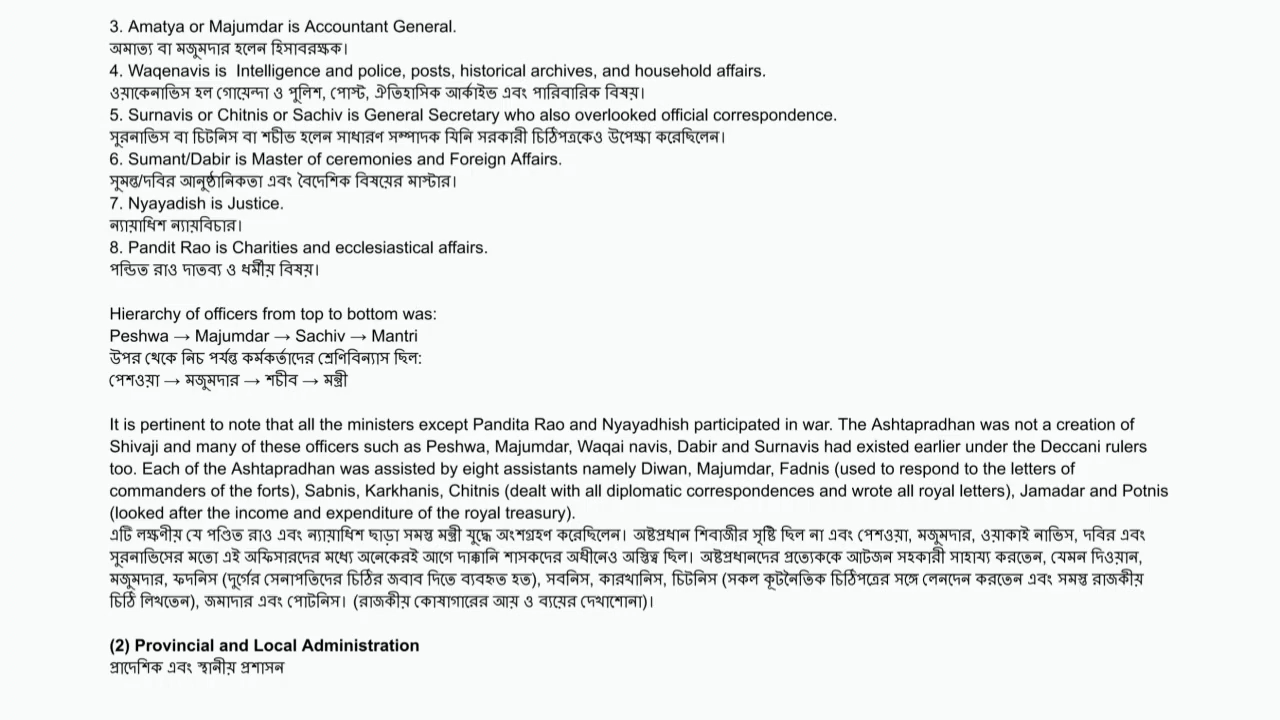 3. Amatya or Majumdar is Accountant General.
অমাত্য বা মজুমদার হলেন হিসাবরক্ষক।
4. Waqenavis is  Intelligence and police, posts, historical archives, and household affairs.
ওয়াকেনাভিস হল গোয়েন্দা ও পুলিশ, পোস্ট, ঐতিহাসিক আর্কাইভ এবং পারিবারিক বিষয়।
5. Surnavis or Chitnis or Sachiv is General Secretary who also overlooked official correspondence.
সুরনাভিস বা চিটনিস বা শচীভ হলেন সাধারণ সম্পাদক যিনি সরকারী চিঠিপত্রকেও উপেক্ষা করেছিলেন।
6. Sumant/Dabir is Master of ceremonies and Foreign Affairs.
সুমন্ত/দবির আনুষ্ঠানিকতা এবং বৈদেশিক বিষয়ের মাস্টার।
7. Nyayadish is Justice.
ন্যায়াধিশ ন্যায়বিচার।
8. Pandit Rao is Charities and ecclesiastical affairs.
পন্ডিত রাও দাতব্য ও ধর্মীয় বিষয়।
Hierarchy of officers from top to bottom was:
Peshwa → Majumdar → Sachiv → Mantri
উপর থেকে নিচ পর্যন্ত কর্মকর্তাদের শ্রেণিবিন্যাস ছিল:
পেশওয়া → মজুমদার → শচীব → মন্ত্রী
It is pertinent to note that all the ministers except Pandita Rao and Nyayadhish participated in war. The Ashtapradhan was not a creation of
Shivaji and many of these officers such as Peshwa, Majumdar, Waqai navis, Dabir and Surnavis had existed earlier under the Deccani rulers
too. Each of the Ashtapradhan was assisted by eight assistants namely Diwan, Majumdar, Fadnis (used to respond to the letters of
commanders of the forts), Sabnis, Karkhanis, Chitnis (dealt with all diplomatic correspondences and wrote all royal letters), Jamadar and Potnis
(looked after the income and expenditure of the royal treasury).
এটি লক্ষণীয় যে পণ্ডিত রাও এবং ন্যায়াধিশ ছাড়া সমস্ত মন্ত্রী যুদ্ধে অংশগ্রহণ করেছিলেন। অষ্টপ্রধান শিবাজীর সৃষ্টি ছিল না এবং পেশওয়া, মজুমদার, ওয়াকাই নাভিস, দবির এবং
সুরনাভিসের মতো এই অফিসারদের মধ্যে অনেকেরই আগে দাক্কানি শাসকদের অধীনেও অস্তিত্ব ছিল। অষ্টপ্রধানদের প্রত্যেককে আটজন সহকারী সাহায্য করতেন, যেমন দিওয়ান,
মজুমদার, ফদনিস (দুর্গের সেনাপতিদের চিঠির জবাব দিতে ব্যবহৃত হত), সবনিস, কারখানিস, চিটনিস (সকল কূটনৈতিক চিঠিপত্রের সঙ্গে লেনদেন করতেন এবং সমস্ত রাজকীয়
চিঠি লিখতেন), জমাদার এবং পোটনিস। (রাজকীয় কোষাগারের আয় ও ব্যয়ের দেখাশোনা)।
(2) Provincial and Local Administration
প্রাদেশিক এবং স্থানীয় প্রশাসন